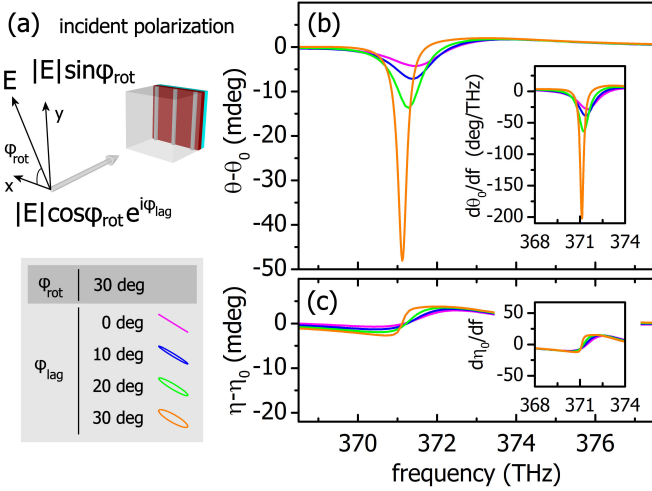 (a) incident polarization
E |E|sinφrot
y
φrot
x
|E|cosφrot e^iφlag
φrot 30 deg
φlag
0 deg
10 deg
20 deg
30 deg
(b)
θ-θ0 (mdeg)
10
0
-10
-20
-30
-40
-50
dθ0/df (deg/THz)
0
-50
-100
-150
-200
368 371 374
(c)
η-η0 (mdeg)
10
0
-10
-20
dη0/df
50
0
-50
368 371 374
370 372 374 376
frequency (THz)